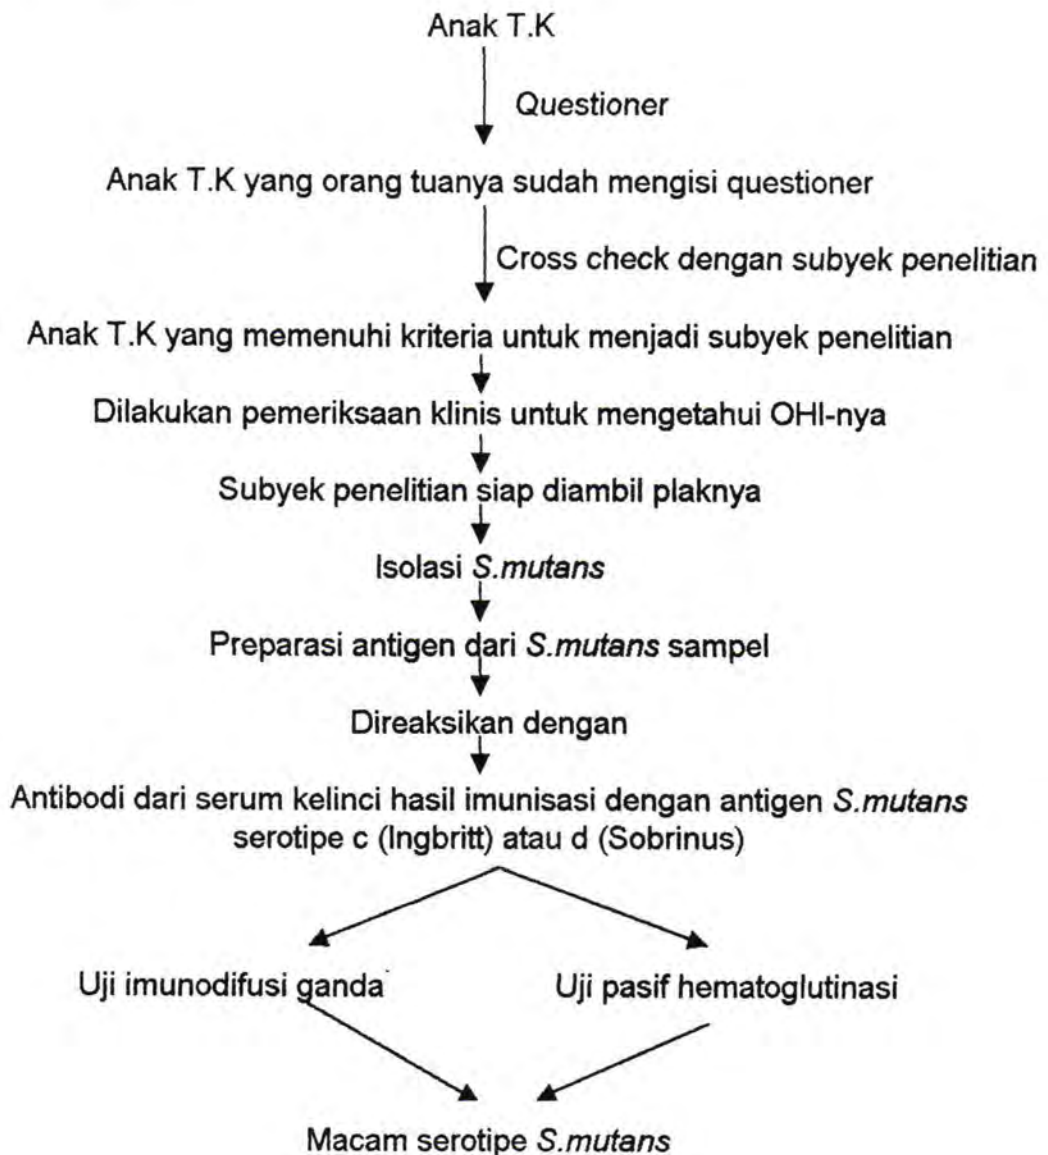 Anak T.K
Questioner
Anak T.K yang orang tuanya sudah mengisi questioner
Cross check dengan subyek penelitian
Anak T.K yang memenuhi kriteria untuk menjadi subyek penelitian
Dilakukan pemeriksaan klinis untuk mengetahui OHI-nya
Subyek penelitian siap diambil plaknya
Isolasi S.mutans
Preparasi antigen dari S.mutans sampel
Direaksikan dengan
Antibodi dari serum kelinci hasil imunisasi dengan antigen S.mutans
serotipe c (Ingbritt) atau d (Sobrinus)
Uji imunodifusi ganda
Uji pasif hematoglutinasi
Macam serotipe S.mutans